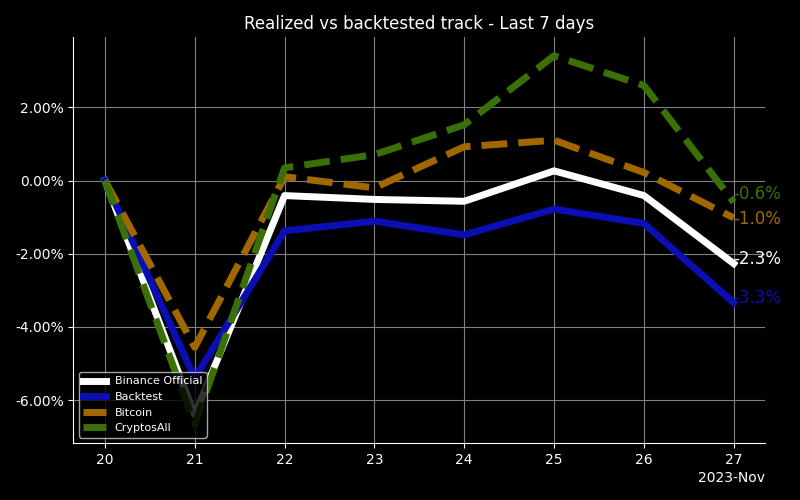 Realized vs backtested track - Last 7 days
2.00%
0.00%
-2.00%
-4.00%
-6.00%
-0.6%
-1.0%
-2.3%
-3.3%
Binance Official
Backtest
Bitcoin
CryptosAll
20 21 22 23 24 25 26 27
2023-Nov